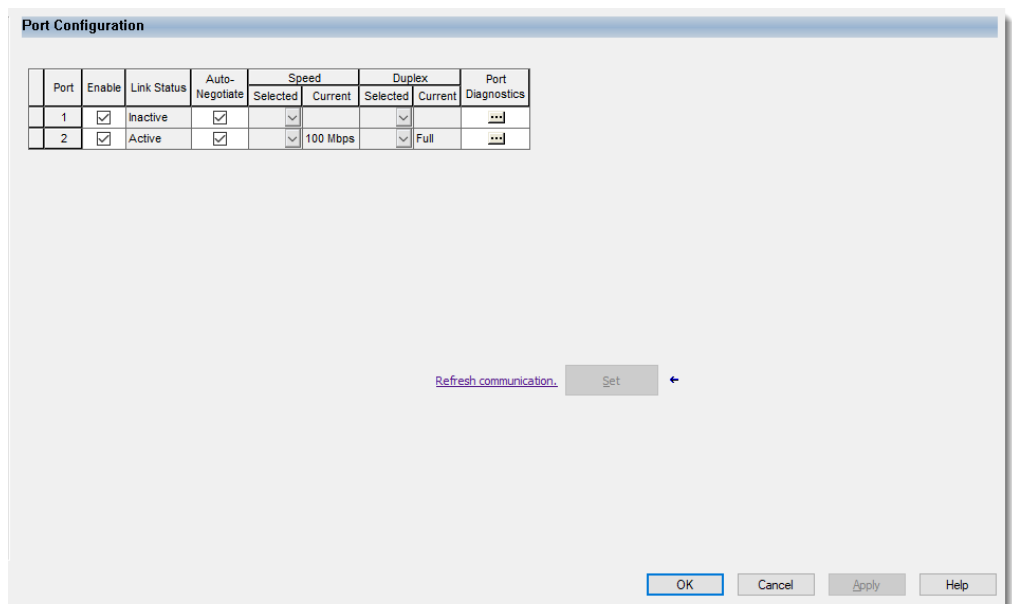 Port Configuration
Port Enable Link Status Auto-Negotiate Speed Duplex Port Diagnostics
Selected Current Selected Current
1 Inactive
2 Active 100 Mbps Full
Refresh communication. Set
OK Cancel Apply Help